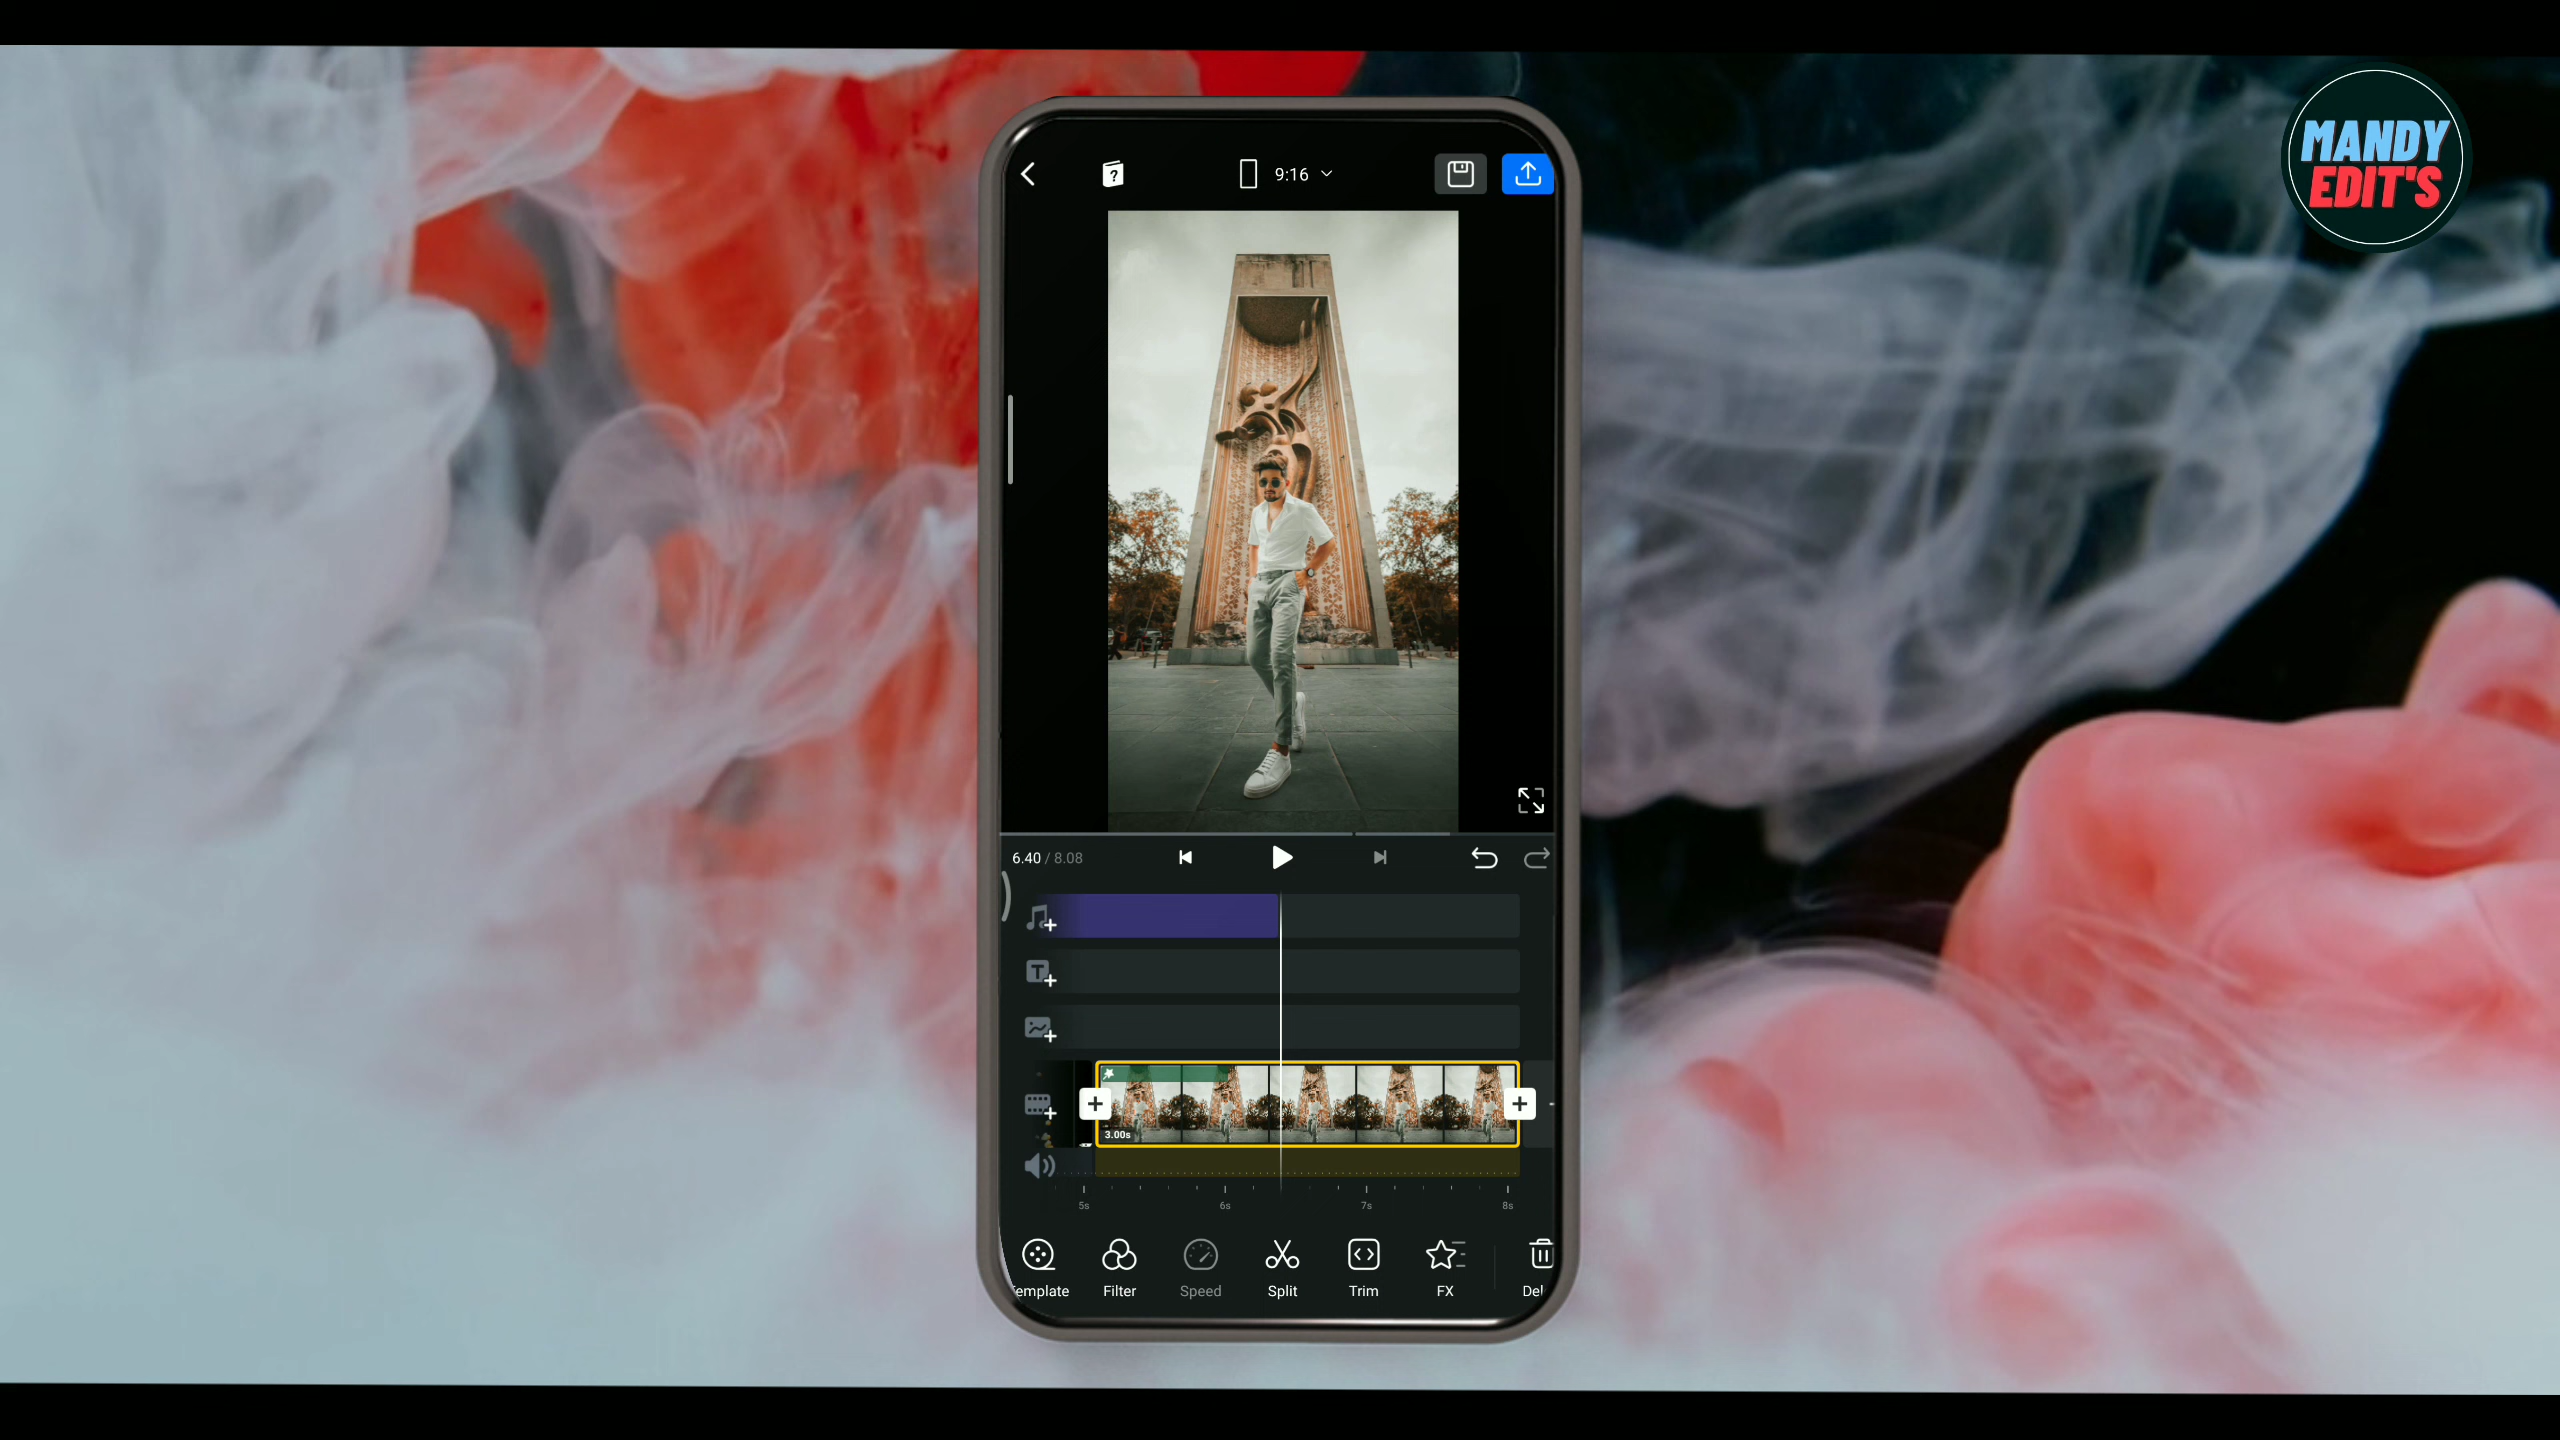 MANDY
EDIT'S
9:16
6.40 / 8.08
3.00s
5s 6s 7s 8s
emplate Filter Speed Split Trim FX Del